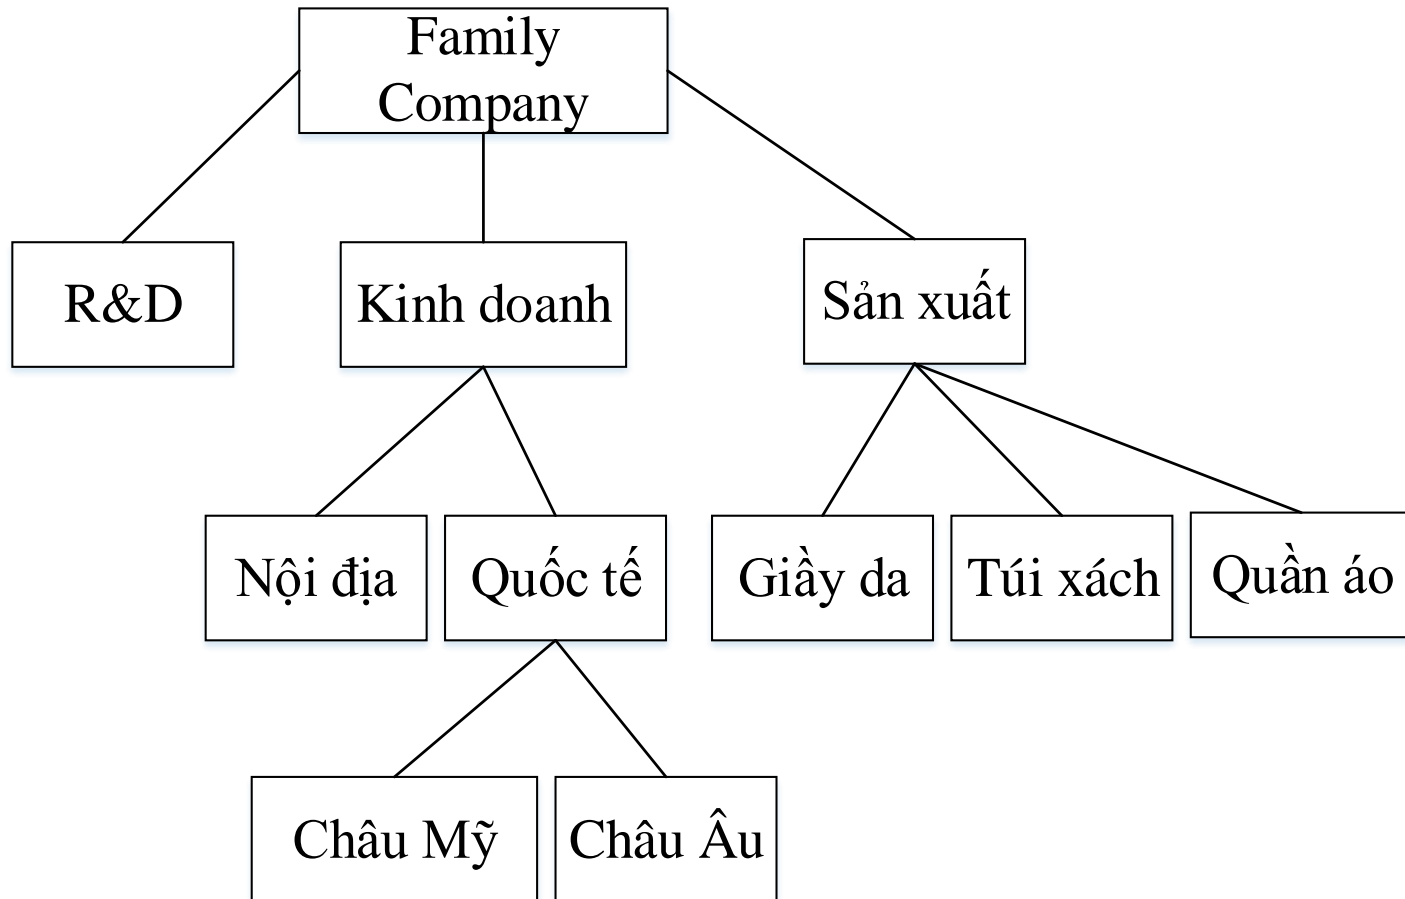 Family
Company
R&D
Kinh doanh
Sản xuất
Nội địa
Quốc tế
Giầy da
Túi xách
Quần áo
Châu Mỹ
Châu Âu